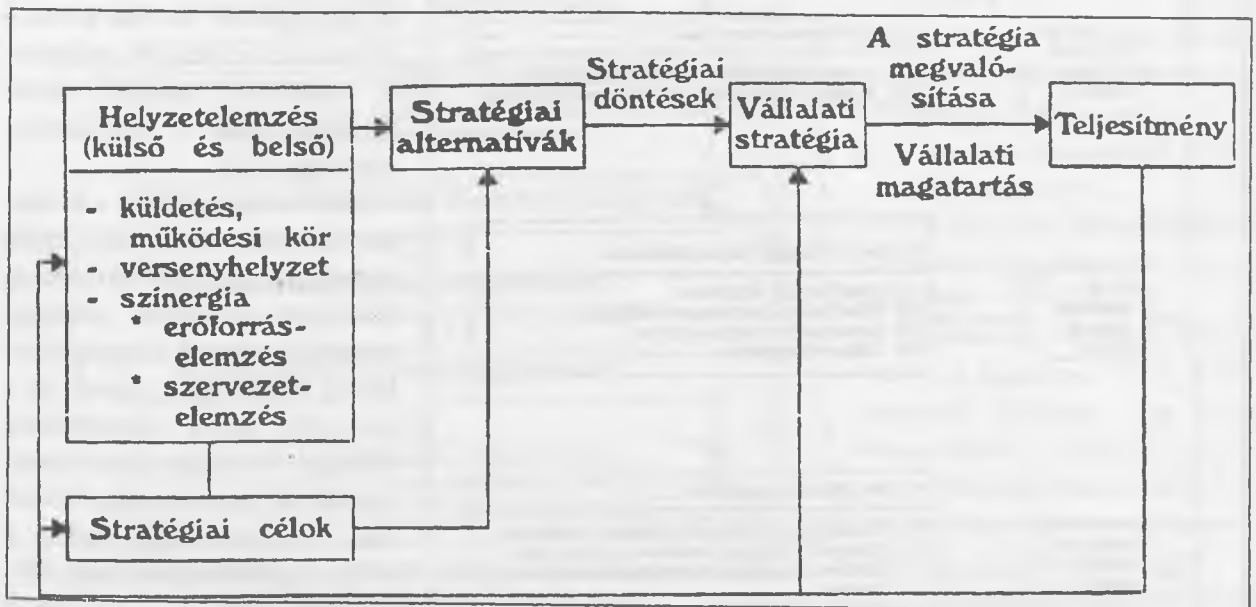 Helyzetelemzés
(külső és belső)
- küldetés,
működési kör
- versenyhelyzet
- színergia
* erőforrás-
elemzés
* szervezet-
elemzés
Stratégiai célok
Stratégiai
alternatívák
Stratégiai
döntések
Vállalati
stratégia
A stratégia
megvaló-
sítása
Vállalati
magatartás
Teljesítmény